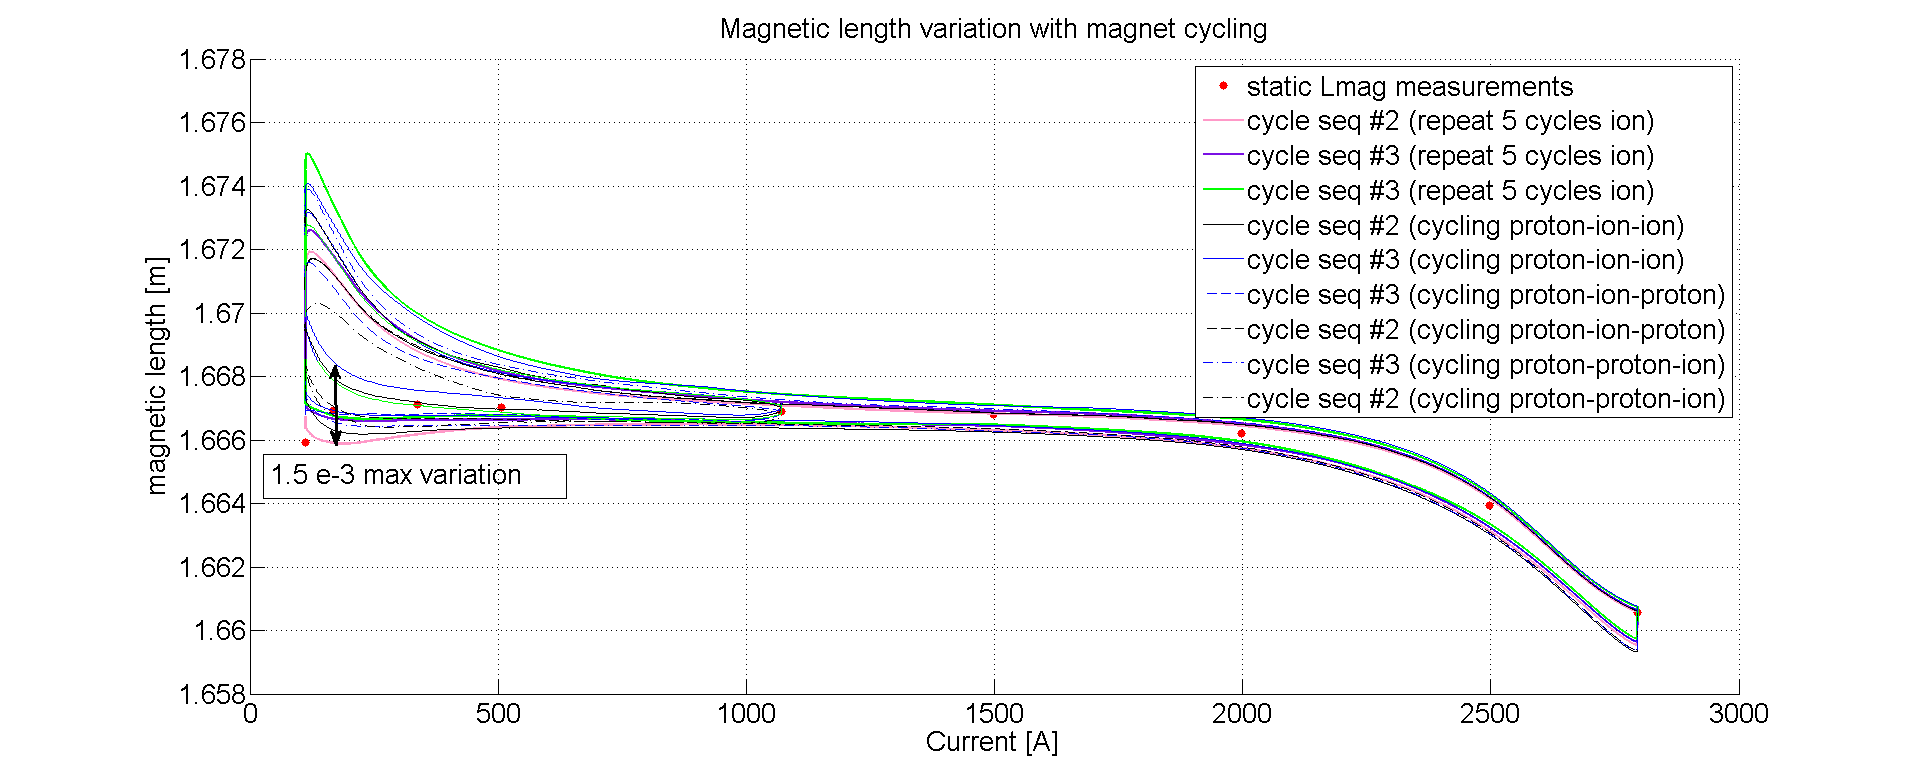 Magnetic length variation with magnet cycling
1.678
1.676
1.674
1.672
1.67
1.668
1.666
1.664
1.662
1.66
1.658
magnetic length [m]
static Lmag measurements
cycle seq #2 (repeat 5 cycles ion)
cycle seq #3 (repeat 5 cycles ion)
cycle seq #3 (repeat 5 cycles ion)
cycle seq #2 (cycling proton-ion-ion)
cycle seq #3 (cycling proton-ion-ion)
cycle seq #3 (cycling proton-ion-proton)
cycle seq #2 (cycling proton-ion-proton)
cycle seq #3 (cycling proton-proton-ion)
cycle seq #2 (cycling proton-proton-ion)
1.5 e-3 max variation
0 500 1000 1500 2000 2500 3000
Current [A]